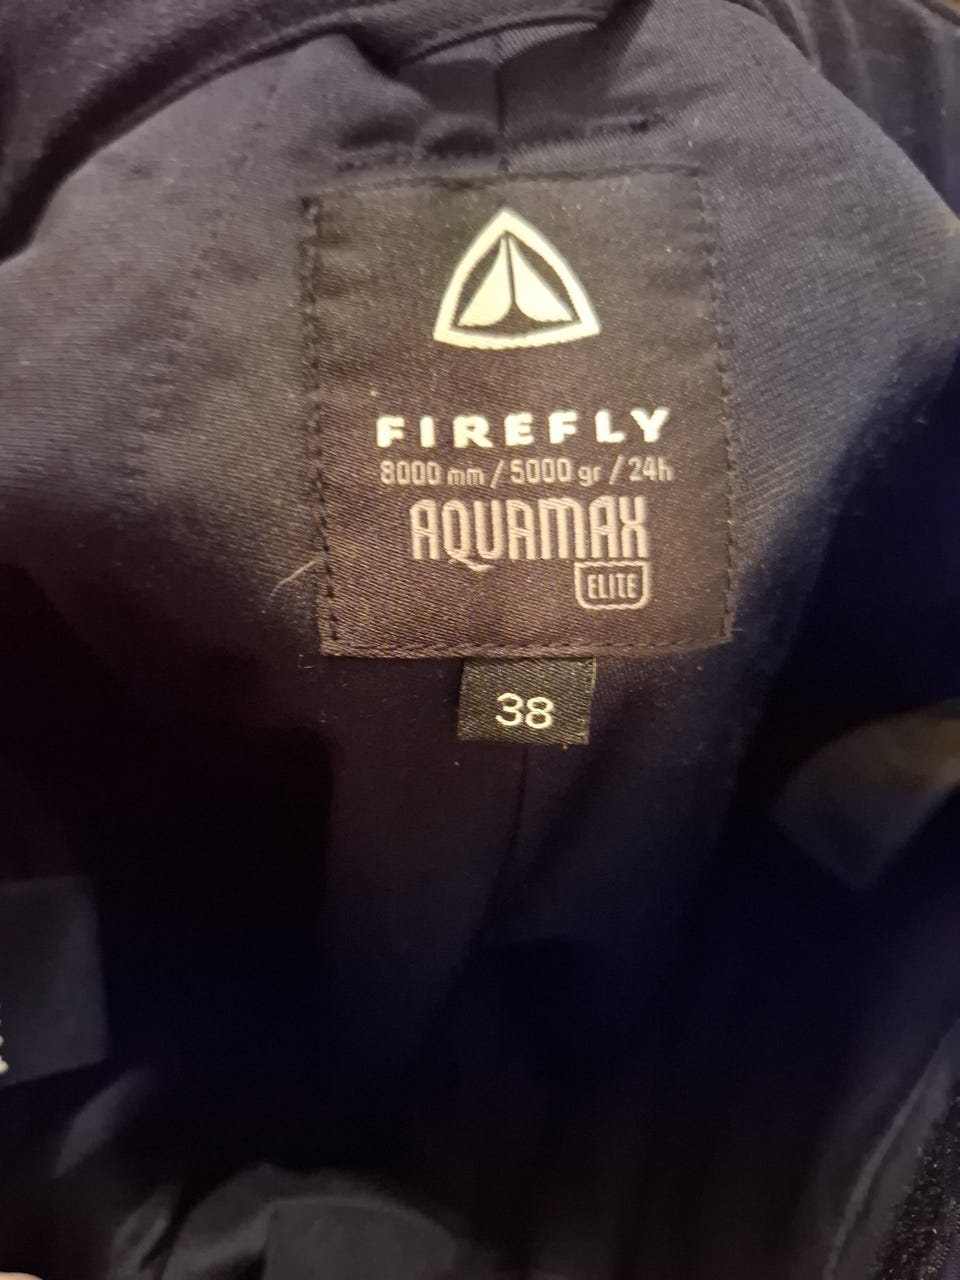 FIREFLY
8000 mm / 5000 gr / 24h
AQUAMAX
ELITE
38